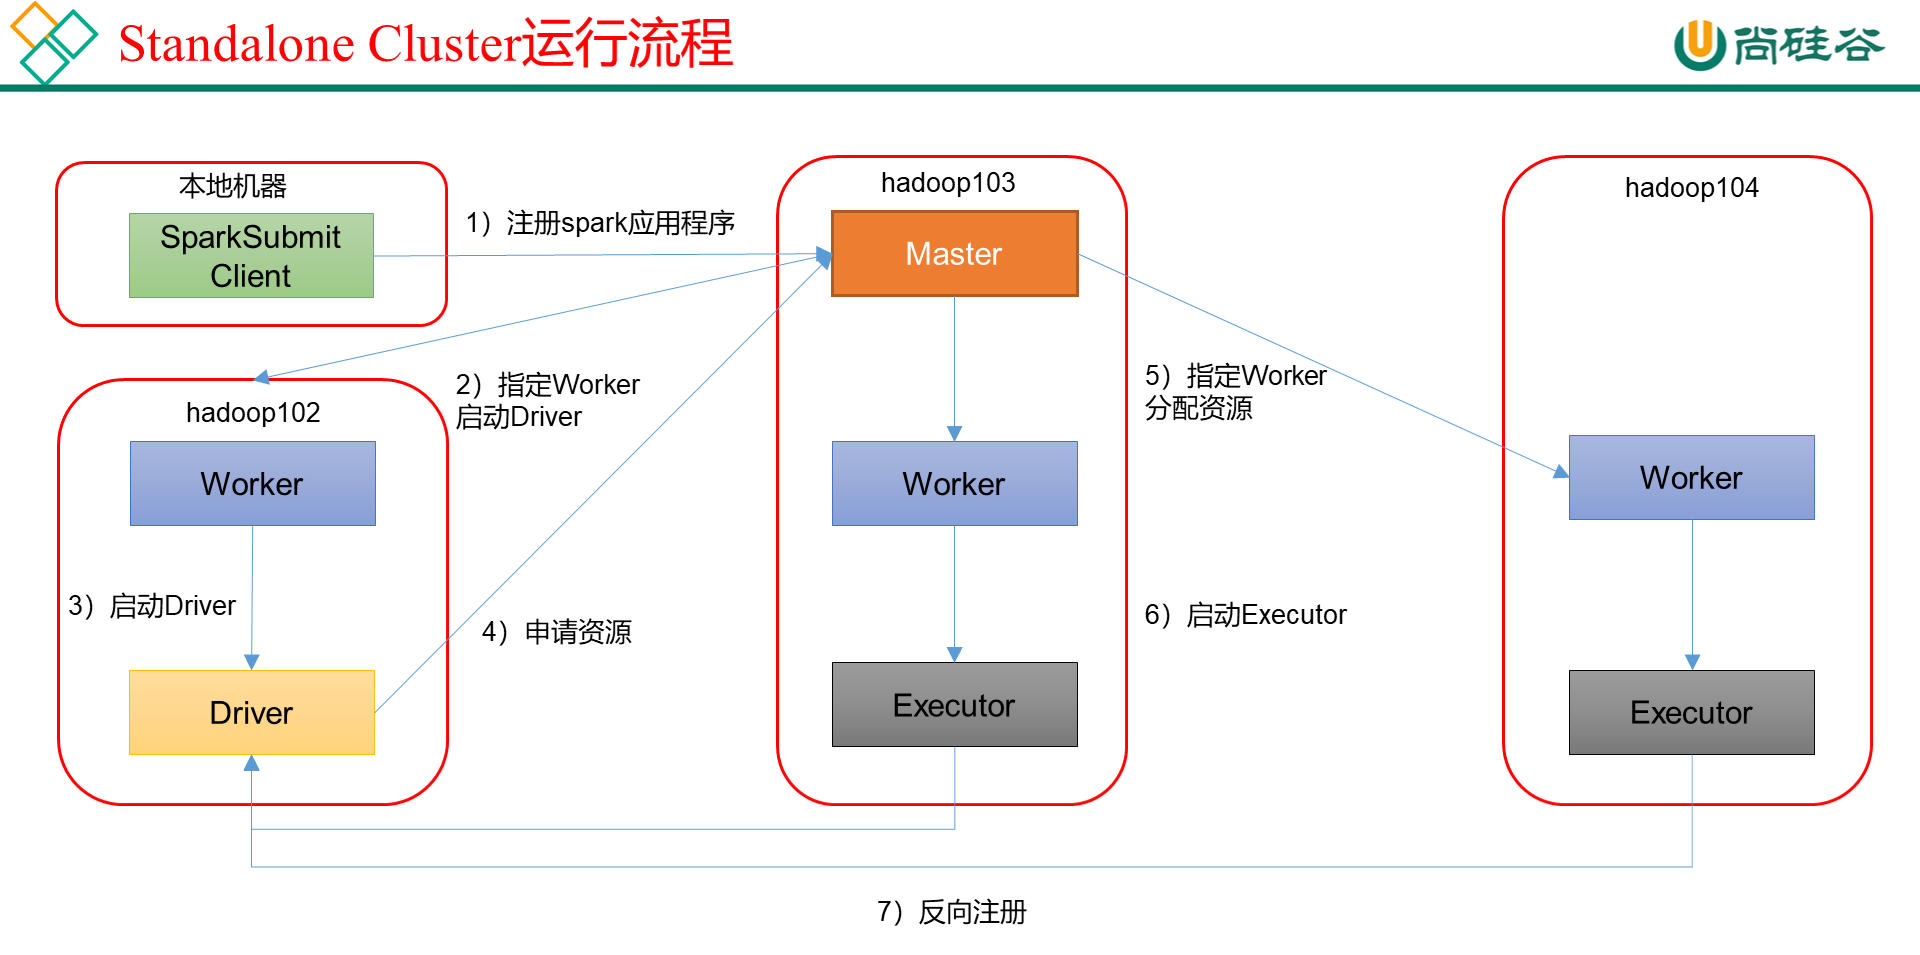 Standalone Cluster运行流程
尚硅谷
本地机器
SparkSubmit
Client
1）注册spark应用程序
hadoop103
Master
hadoop104
2）指定Worker
启动Driver
5）指定Worker
分配资源
hadoop102
Worker
Worker
Worker
3）启动Driver
4）申请资源
6）启动Executor
Driver
Executor
Executor
7）反向注册